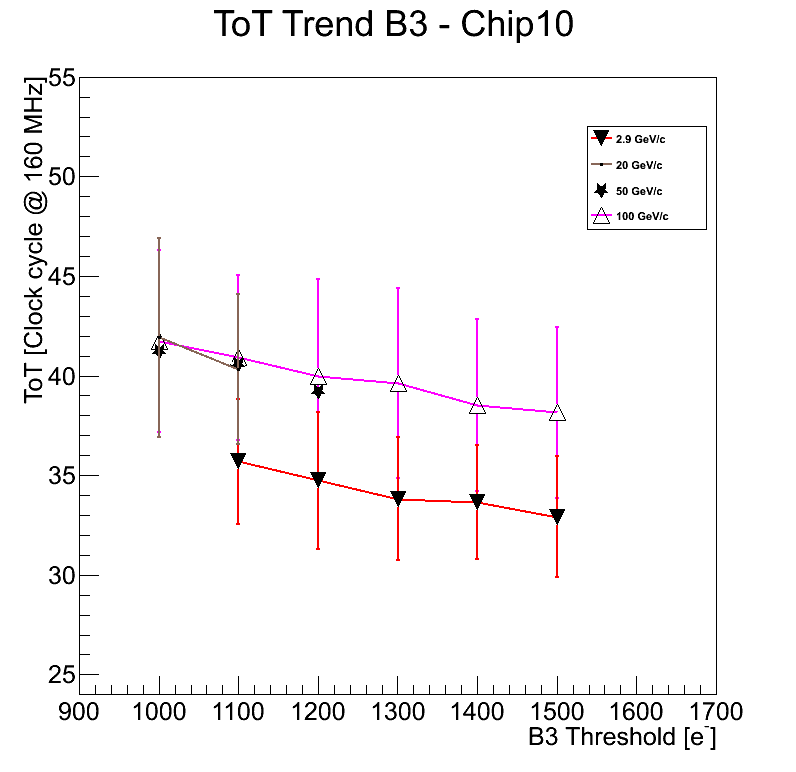 ToT Trend B3 - Chip10
ToT [Clock cycle @ 160 MHz]
55
50
45
40
35
30
25
2.9 GeV/c
20 GeV/c
50 GeV/c
100 GeV/c
900 1000 1100 1200 1300 1400 1500 1600 1700
B3 Threshold [e⁻]